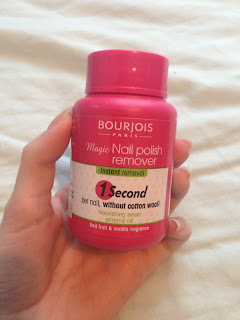 BOURJOIS
PARIS
Magic Nail polish
remover
Instant removal
1 Second
per nail, without cotton wool!
nourishing sweet
almond oil
Red fruit & vanilla fragrance